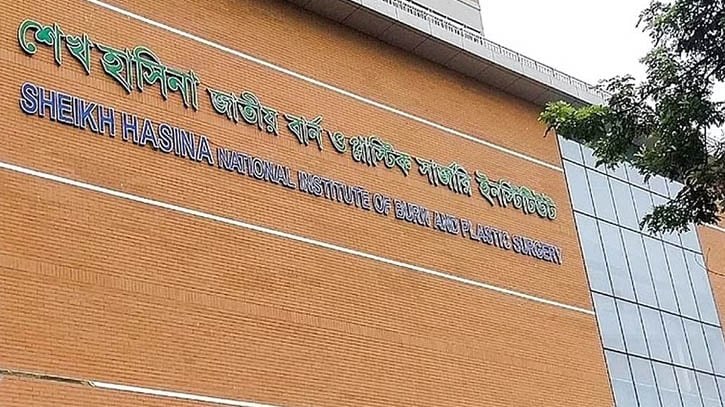 শেখ হাসিনা জাতীয় বার্ন ও প্লাস্টিক সার্জারি ইনস্টিটিউট
SHEIKH HASINA NATIONAL INSTITUTE OF BURN AND PLASTIC SURGERY